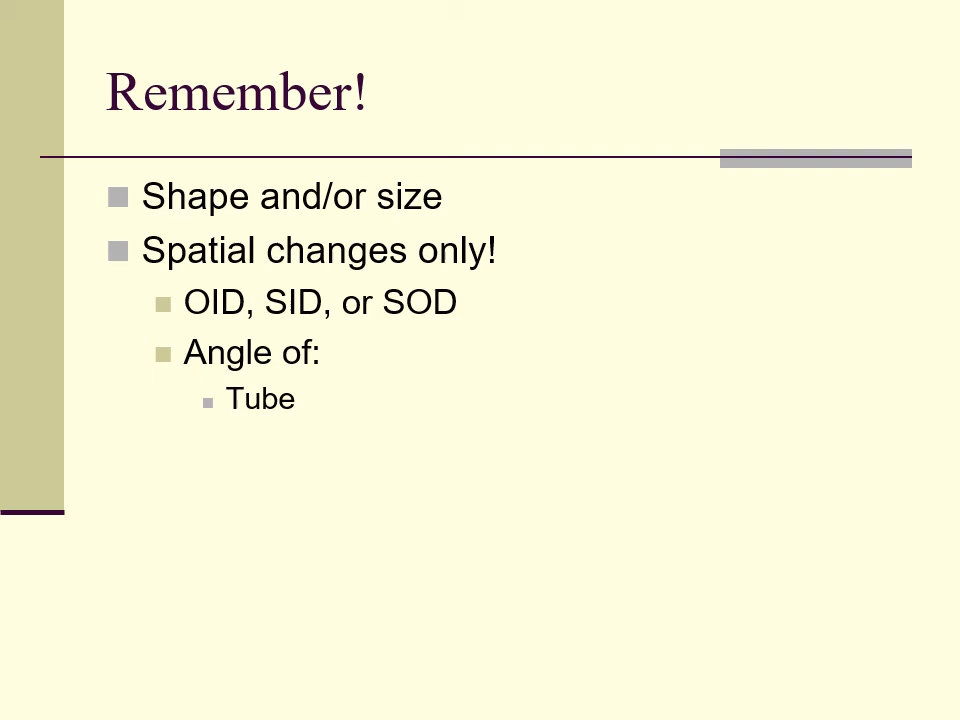 Remember!
Shape and/or size
Spatial changes only!
OID, SID, or SOD
Angle of:
Tube